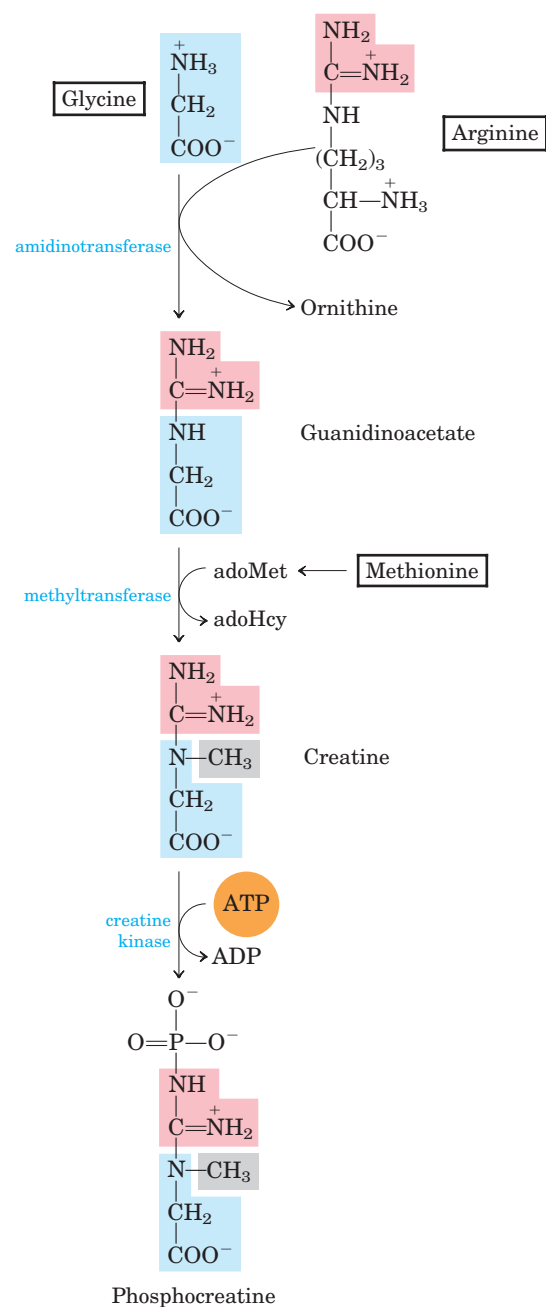 +
NH3
Glycine
CH2
COO−
NH2
+
C=NH2
NH
Arginine
(CH2)3
+
CH—NH3
COO−
amidinotransferase
Ornithine
NH2
+
C=NH2
NH
Guanidinoacetate
CH2
COO−
adoMet
Methionine
methyltransferase
adoHcy
NH2
+
C=NH2
N—CH3
Creatine
CH2
COO−
ATP
creatine
kinase
ADP
O−
O=P—O−
NH
+
C=NH2
N—CH3
CH2
COO−
Phosphocreatine